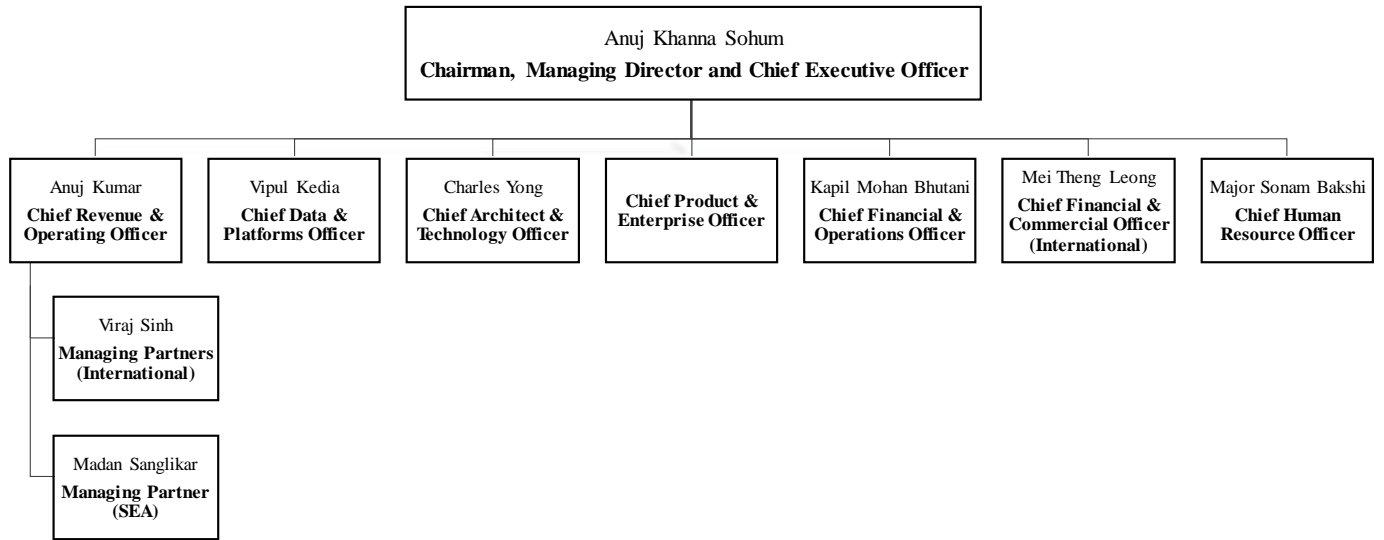 Anuj Khanna Sohum
Chairman, Managing Director and Chief Executive Officer
Anuj Kumar
Chief Revenue &
Operating Officer
Vipul Kedia
Chief Data &
Platforms Officer
Charles Yong
Chief Architect &
Technology Officer
Chief Product &
Enterprise Officer
Kapil Mohan Bhutani
Chief Financial &
Operations Officer
Mei Theng Leong
Chief Financial &
Commercial Officer
(International)
Major Sonam Bakshi
Chief Human
Resource Officer
Viraj Sinh
Managing Partners
(International)
Madan Sanglikar
Managing Partner
(SEA)